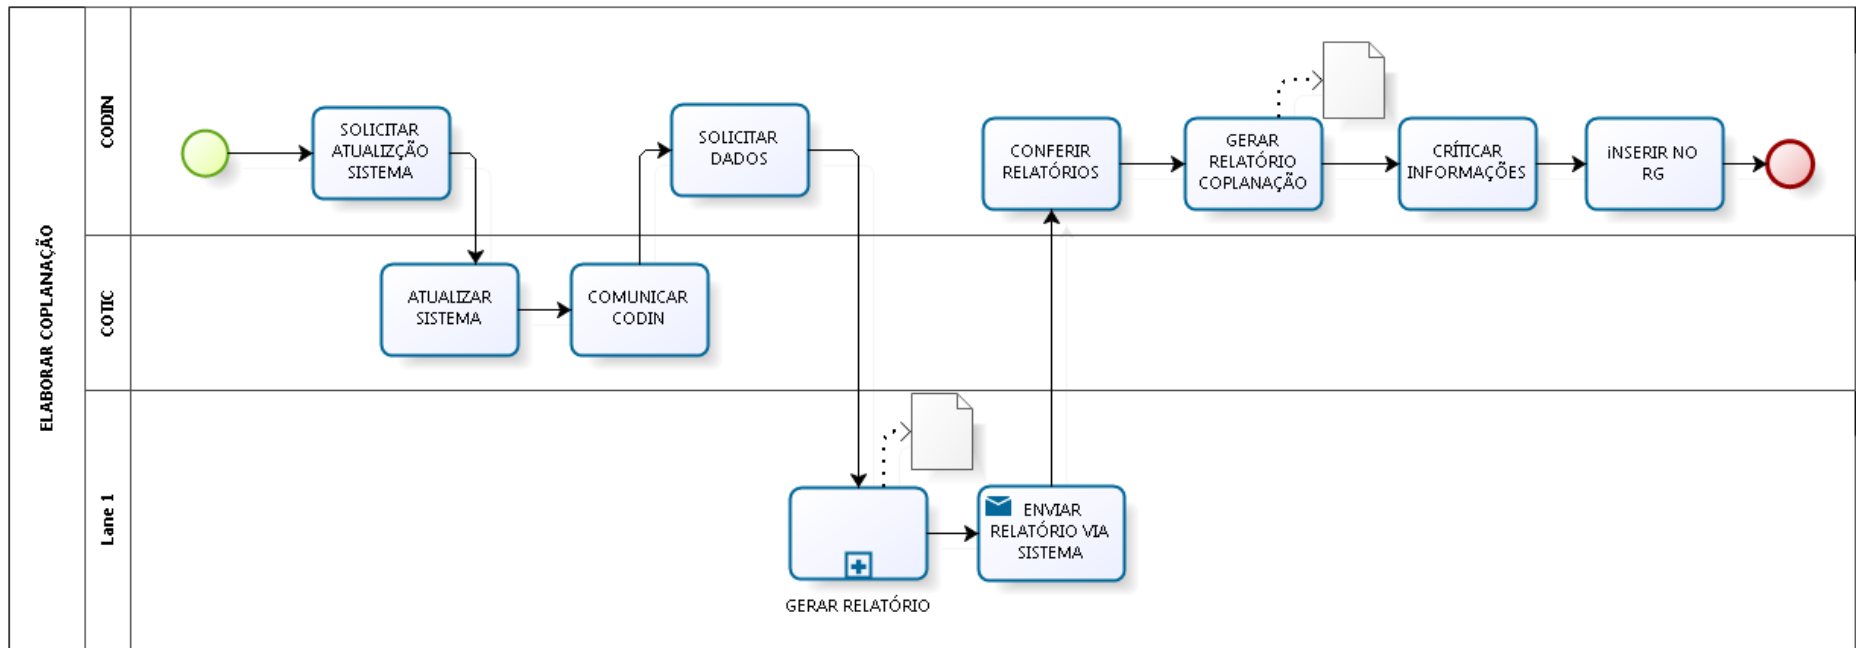 ELABORAR COPLANAÇÃO
CODIN
SOLICITAR
ATUALIZÇÃO
SISTEMA
SOLICITAR
DADOS
CONFERIR
RELATÓRIOS
GERAR
RELATÓRIO
COPLANAÇÃO
CRÍTICAR
INFORMAÇÕES
iNSERIR NO
RG
COTIC
ATUALIZAR
SISTEMA
COMUNICAR
CODIN
Lane 1
GERAR RELATÓRIO
ENVIAR
RELATÓRIO VIA
SISTEMA